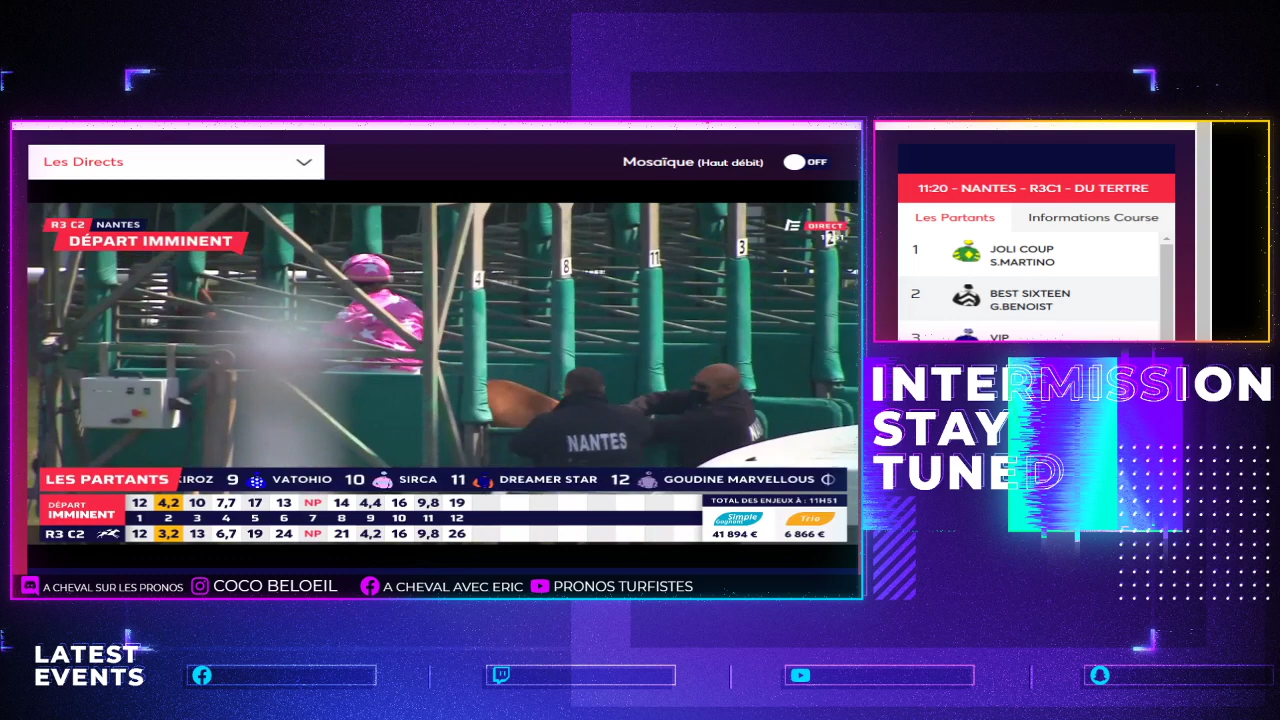 Les Directs
Mosaïque (Haut débit)
OFF
R3 C2 NANTES
DÉPART IMMINENT
DIRECT
4
8
11
3
2
NANTES
LES PARTANTS
IROZ 9 VATOHIO 10 SIRCA 11 DREAMER STAR 12 GOUDINE MARVELLOUS
DÉPART
IMMINENT
12 4,2 10 7,7 17 13 NP 14 4,4 16 9,8 19
1 2 3 4 5 6 7 8 9 10 11 12
R3 C2 12 3,2 13 6,7 19 24 NP 21 4,2 16 9,8 26
TOTAL DES ENJEUX À : 11H51
Simple
Gagnant
Trio
41 894 € 6 866 €
A CHEVAL SUR LES PRONOS COCO BELOEIL A CHEVAL AVEC ERIC PRONOS TURFISTES
11:20 - NANTES - R3C1 - DU TERTRE
Les Partants Informations Course
1 JOLI COUP
S.MARTINO
2 BEST SIXTEEN
G.BENOIST
3 VIP
INTERMISSION
STAY
TUNED
LATEST
EVENTS